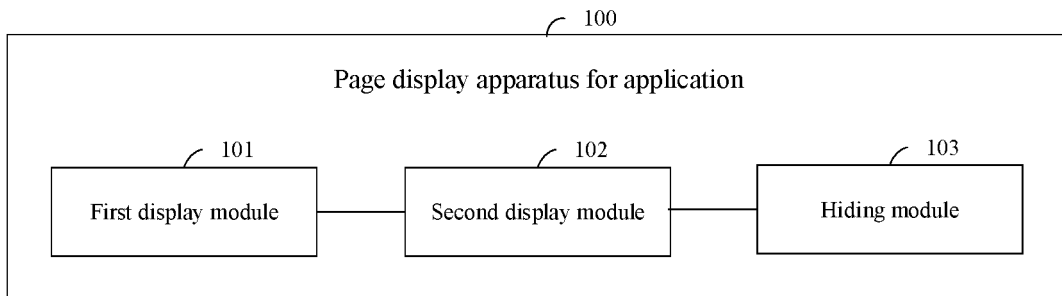 100
Page display apparatus for application
101
102
103
First display module
Second display module
Hiding module